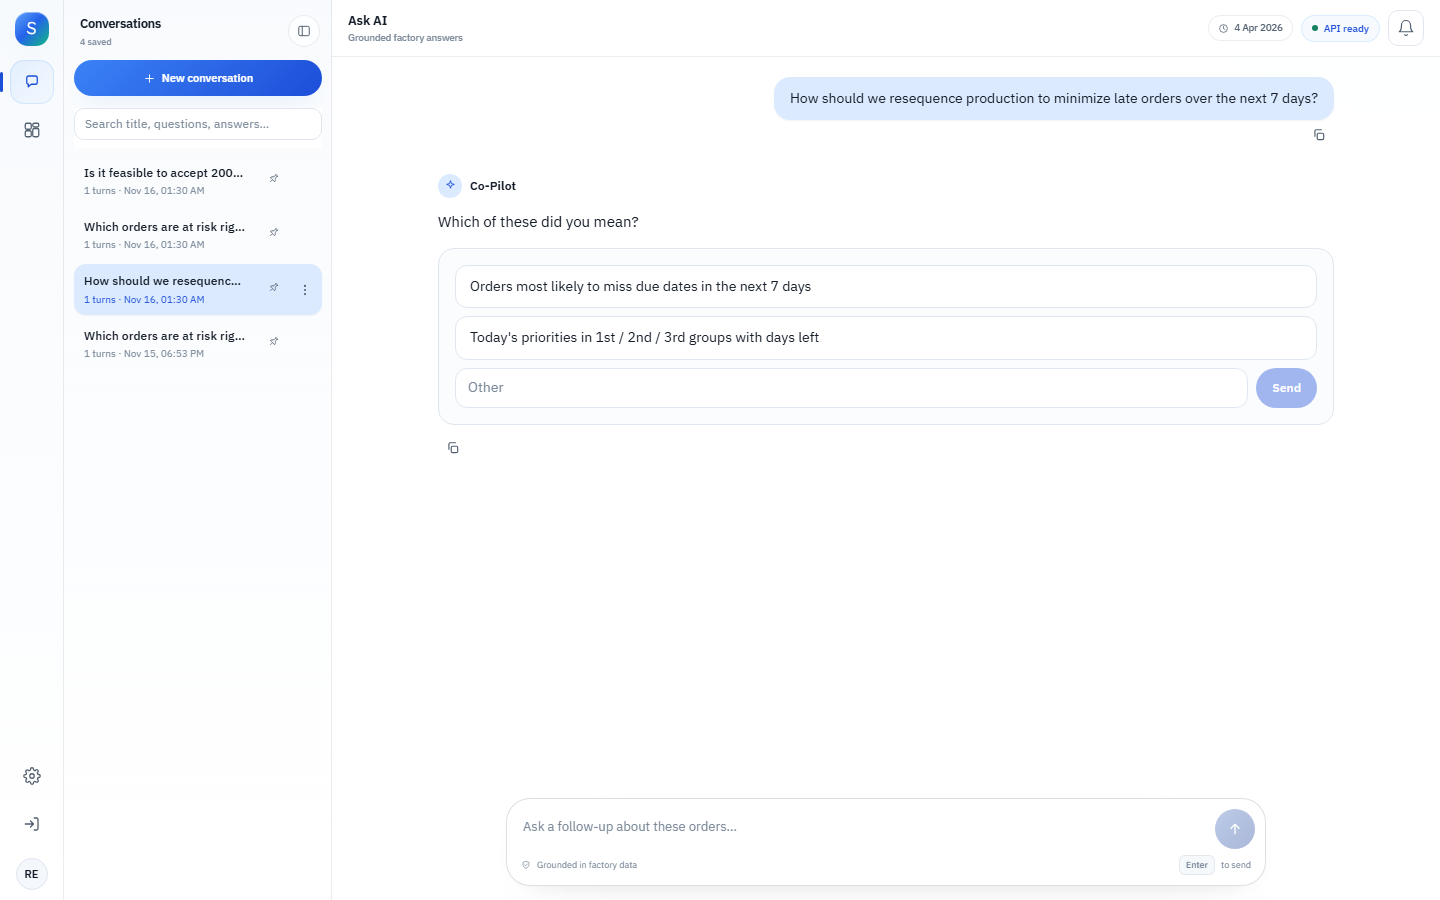 S
Conversations
4 saved
New conversation
Search title, questions, answers...
Is it feasible to accept 200...
1 turns · Nov 16, 01:30 AM
Which orders are at risk rig...
1 turns · Nov 16, 01:30 AM
How should we resequenc...
1 turns · Nov 16, 01:30 AM
Which orders are at risk rig...
1 turns · Nov 15, 06:53 PM
RE
Ask AI
Grounded factory answers
4 Apr 2026
API ready
How should we resequence production to minimize late orders over the next 7 days?
Co-Pilot
Which of these did you mean?
Orders most likely to miss due dates in the next 7 days
Today's priorities in 1st / 2nd / 3rd groups with days left
Other
Send
Ask a follow-up about these orders...
Grounded in factory data
Enter to send